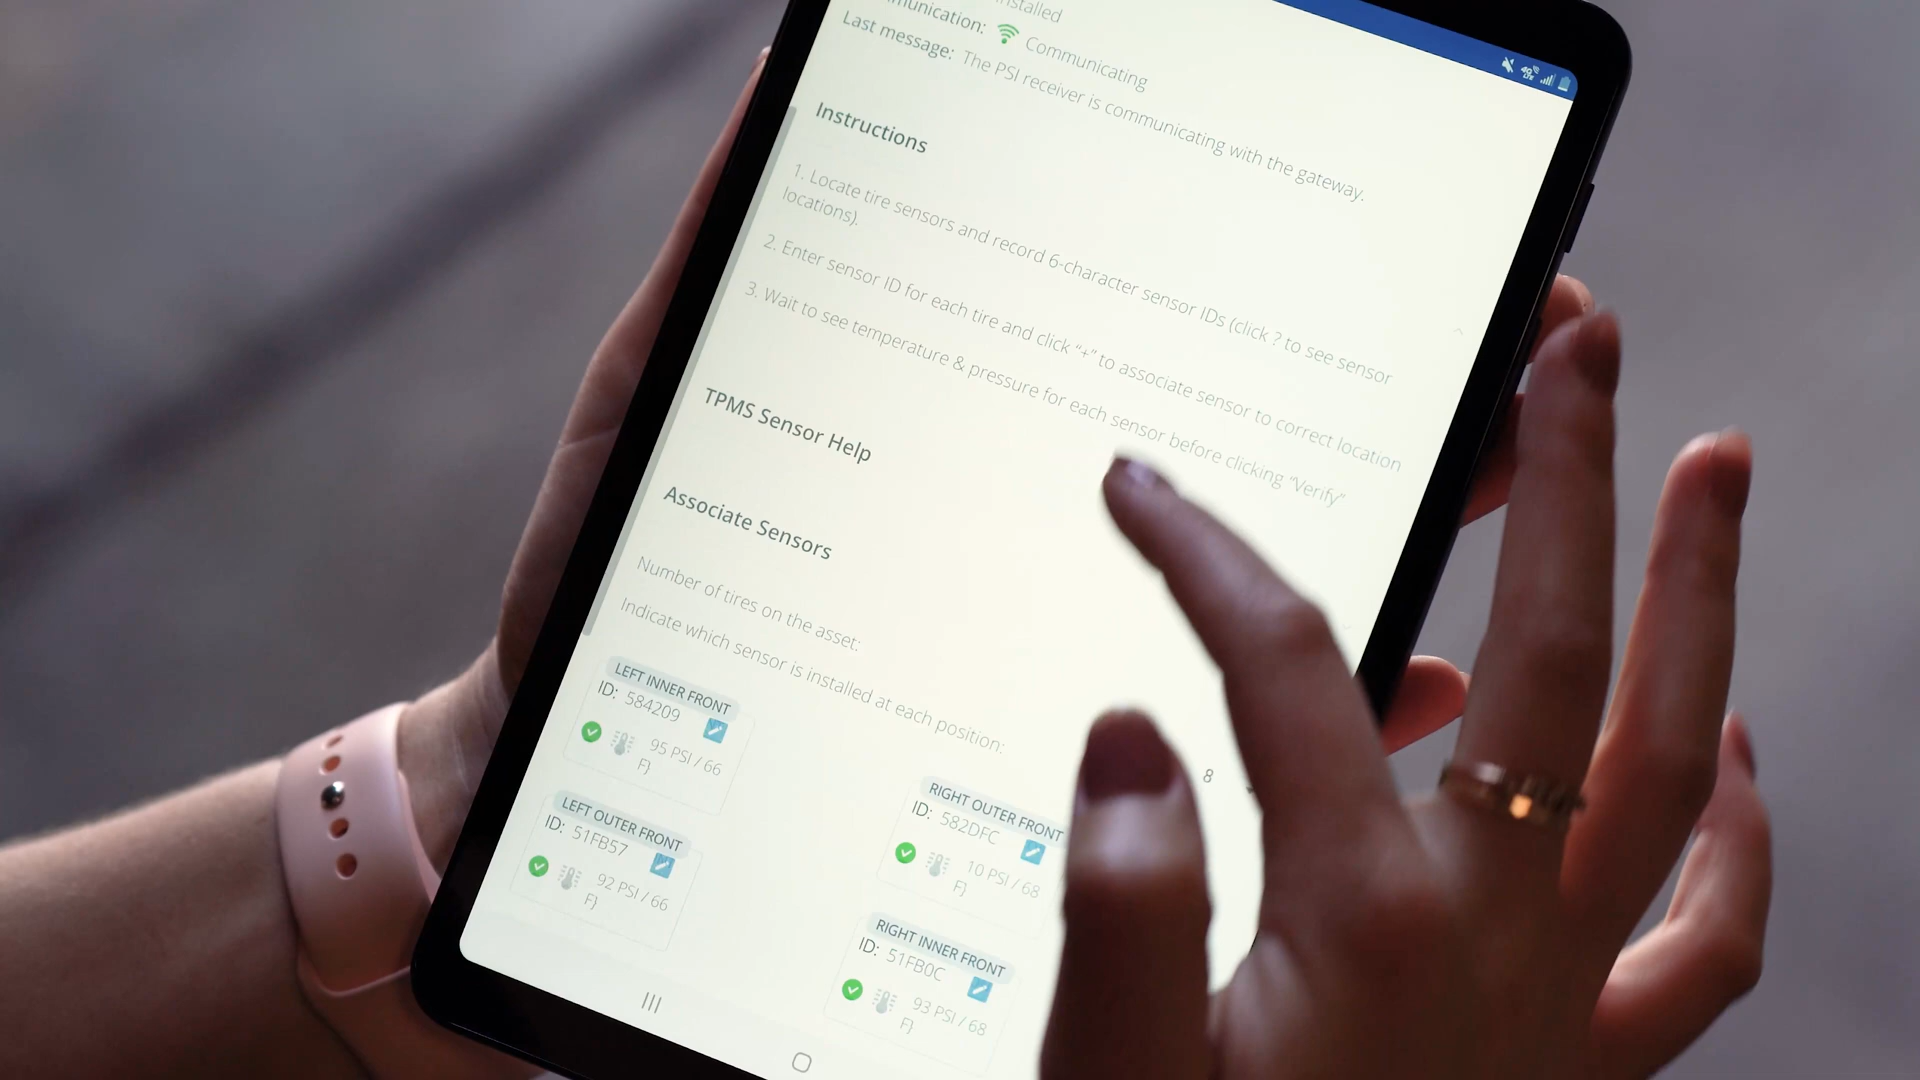 Installed
Communicating
Last message: The PSI receiver is communicating with the gateway.
Instructions
1. Locate tire sensors and record 6-character sensor IDs (click ? to see sensor
locations).
2. Enter sensor ID for each tire and click “+” to associate sensor to correct location
3. Wait to see temperature & pressure for each sensor before clicking “Verify”
TPMS Sensor Help
Associate Sensors
Number of tires on the asset:
8
Indicate which sensor is installed at each position:
LEFT INNER FRONT
ID: 584209
95 PSI / 66
F}
LEFT OUTER FRONT
ID: 51FB57
92 PSI / 66
F}
RIGHT OUTER FRONT
ID: 582DFC
10 PSI / 68
F}
RIGHT INNER FRONT
ID: 51FB0C
93 PSI / 68
F}